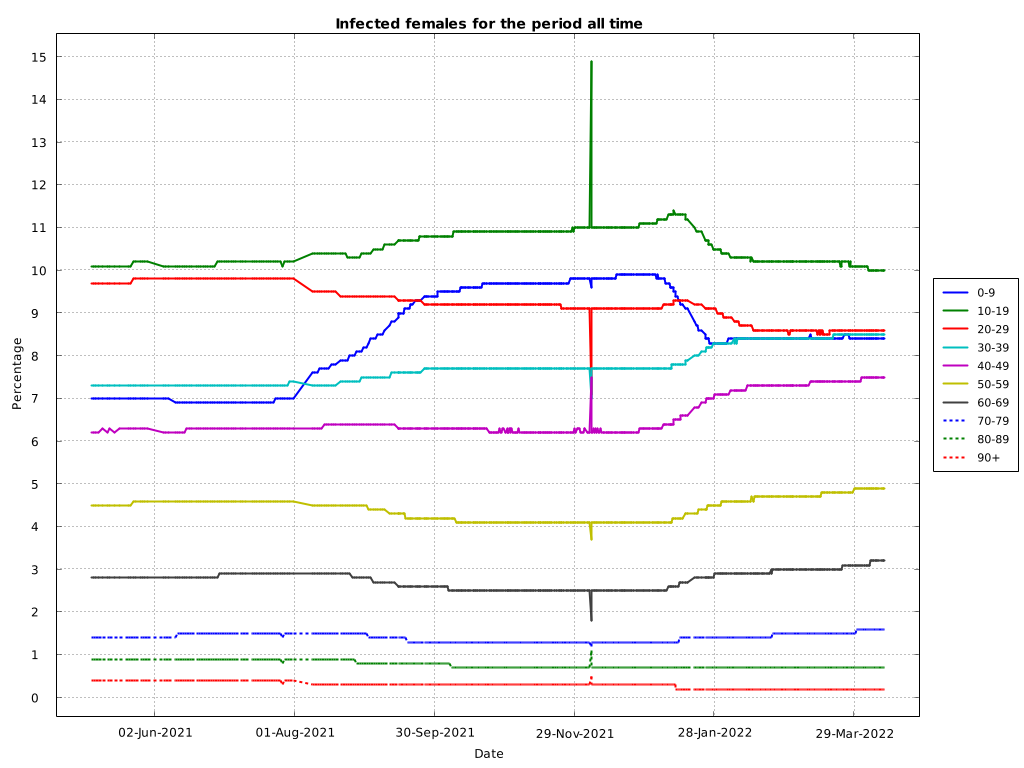 Infected females for the period all time
Percentage
15
14
13
12
11
10
9
8
7
6
5
4
3
2
1
0
02-Jun-2021
01-Aug-2021
30-Sep-2021
29-Nov-2021
28-Jan-2022
29-Mar-2022
Date
0-9
10-19
20-29
30-39
40-49
50-59
60-69
70-79
80-89
90+